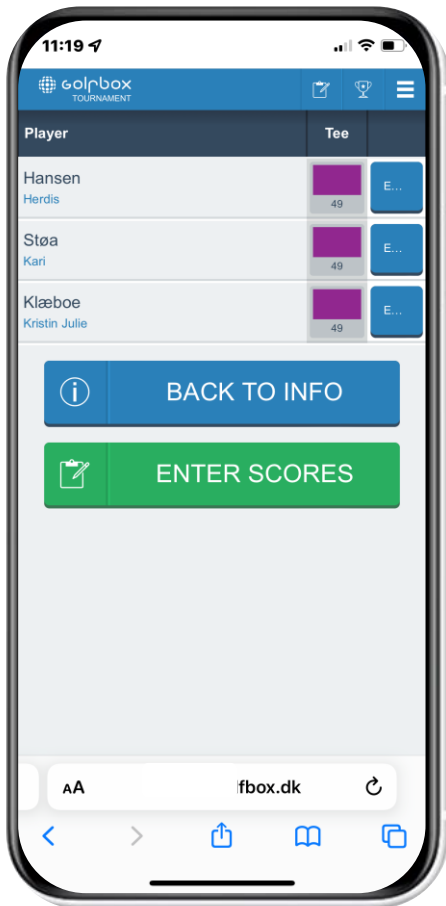 11:19
GOLFBOX
TOURNAMENT
Player Tee
Hansen
Herdis
49
E...
Støa
Kari
49
E...
Klæboe
Kristin Julie
49
E...
BACK TO INFO
ENTER SCORES
AA fbox.dk